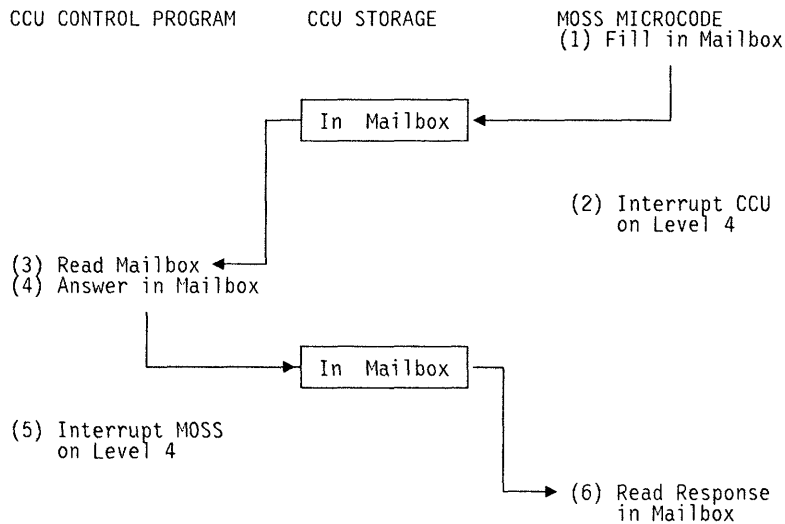 CCU CONTROL PROGRAM CCU STORAGE MOSS MICROCODE
(1) Fill in Mailbox
In Mailbox
(2) Interrupt CCU
on Level 4
(3) Read Mailbox
(4) Answer in Mailbox
In Mailbox
(5) Interrupt MOSS
on Level 4
(6) Read Response
in Mailbox